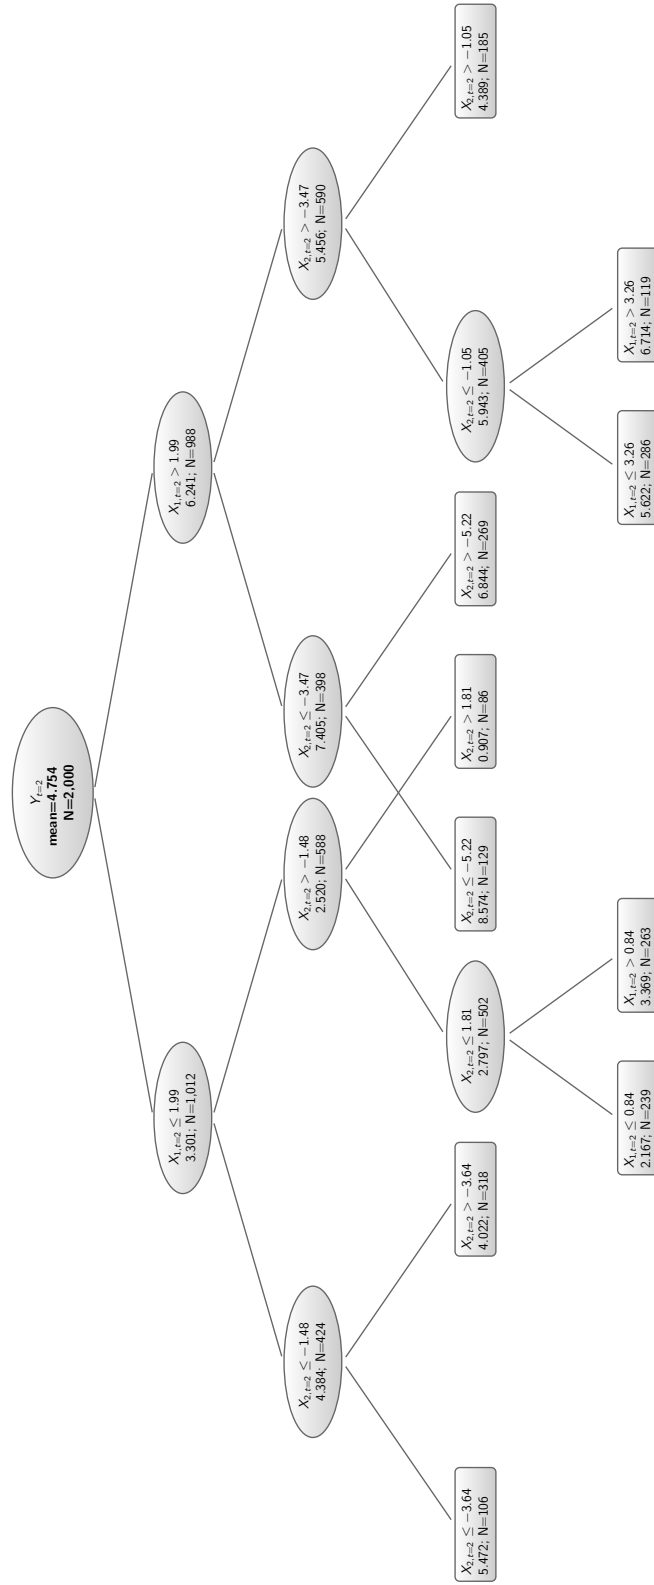 Y_{t=2}
mean=4.754
N=2,000
X_{1,t=2} ≤ 1.99
3.301; N=1,012
X_{1,t=2} > 1.99
6.241; N=988
X_{2,t=2} ≤ −1.48
4.384; N=424
X_{2,t=2} > −1.48
2.520; N=588
X_{2,t=2} ≤ −3.47
7.405; N=398
X_{2,t=2} > −3.47
5.456; N=590
X_{2,t=2} ≤ −3.64
5.472; N=106
X_{2,t=2} > −3.64
4.022; N=318
X_{2,t=2} ≤ 1.81
2.797; N=502
X_{2,t=2} ≤ −5.22
8.574; N=129
X_{2,t=2} > 1.81
0.907; N=86
X_{2,t=2} > −5.22
6.844; N=269
X_{2,t=2} ≤ −1.05
5.943; N=405
X_{2,t=2} > −1.05
4.389; N=185
X_{1,t=2} ≤ 0.84
2.167; N=239
X_{1,t=2} > 0.84
3.369; N=263
X_{1,t=2} ≤ 3.26
5.622; N=286
X_{1,t=2} > 3.26
6.714; N=119